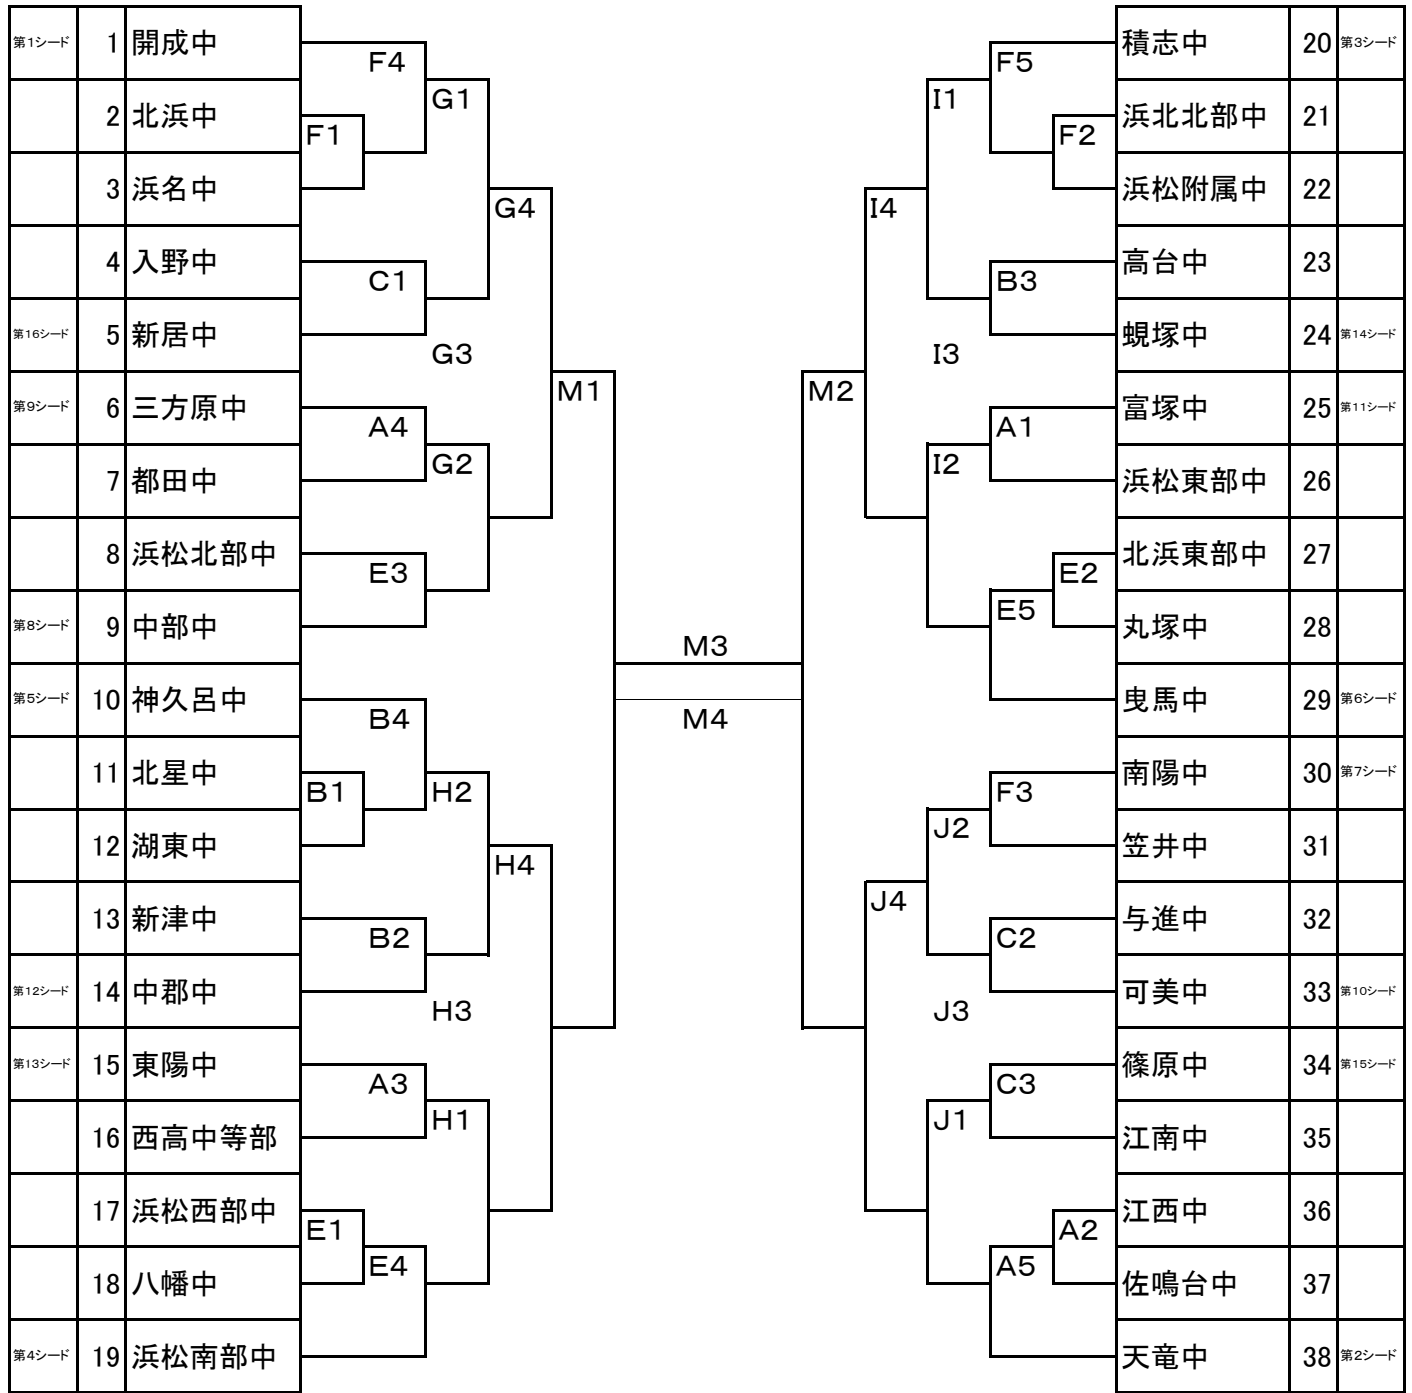 第1シード 1 開成中
2 北浜中
3 浜名中
4 入野中
第16シード 5 新居中
第9シード 6 三方原中
7 都田中
8 浜松北部中
第8シード 9 中部中
第5シード 10 神久呂中
11 北星中
12 湖東中
13 新津中
第12シード 14 中郡中
第13シード 15 東陽中
16 西高中等部
17 浜松西部中
18 八幡中
第4シード 19 浜松南部中
F4
G1
F1
G4
C1
G3
M1
A4
G2
E3
B4
B1
H2
H4
B2
H3
A3
H1
E1
E4
M3
M4
F5
I1
F2
I4
B3
I3
M2
A1
I2
E2
E5
F3
J2
J4
C2
J3
C3
J1
A2
A5
積志中 20 第3シード
浜北北部中 21
浜松附属中 22
高台中 23
蜆塚中 24 第14シード
富塚中 25 第11シード
浜松東部中 26
北浜東部中 27
丸塚中 28
曳馬中 29 第6シード
南陽中 30 第7シード
笠井中 31
与進中 32
可美中 33 第10シード
篠原中 34 第15シード
江南中 35
江西中 36
佐鳴台中 37
天竜中 38 第2シード